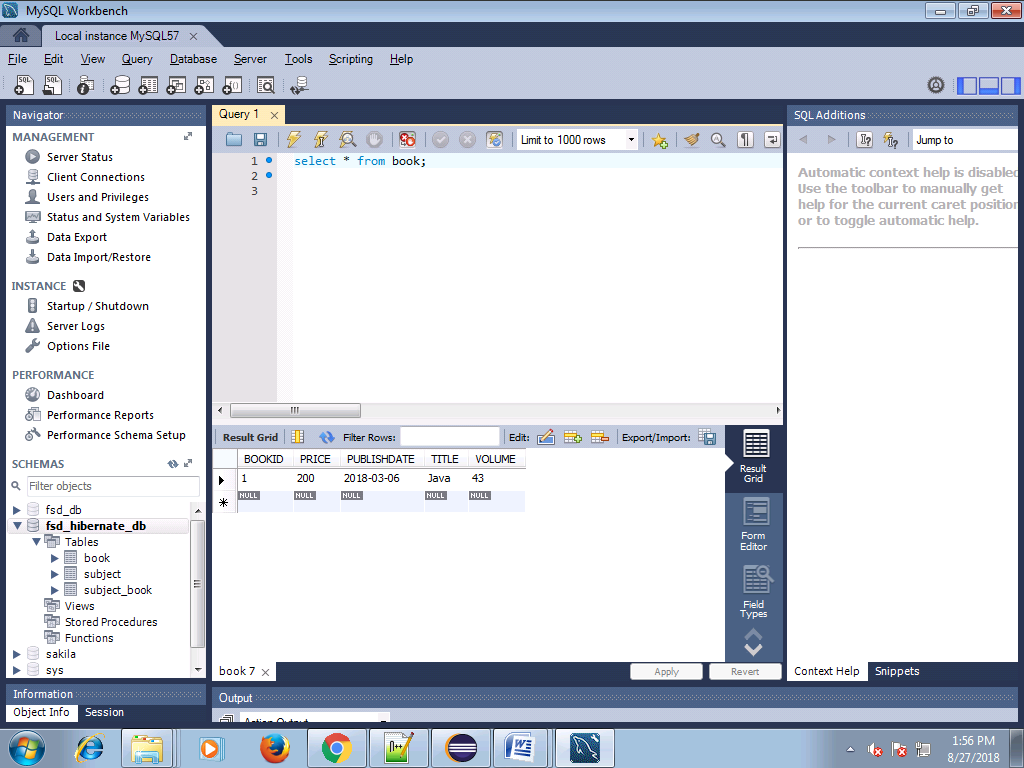 MySQL Workbench
Local instance MySQL57
File Edit View Query Database Server Tools Scripting Help
Navigator
MANAGEMENT
Server Status
Client Connections
Users and Privileges
Status and System Variables
Data Export
Data Import/Restore
INSTANCE
Startup / Shutdown
Server Logs
Options File
PERFORMANCE
Dashboard
Performance Reports
Performance Schema Setup
SCHEMAS
Filter objects
fsd_db
fsd_hibernate_db
Tables
book
subject
subject_book
Views
Stored Procedures
Functions
sakila
sys
Information
Object Info Session
Query 1
Limit to 1000 rows
1 select * from book;
2
3
Result Grid Filter Rows: Edit: Export/Import:
BOOKID PRICE PUBLISHDATE TITLE VOLUME
1 200 2018-03-06 Java 43
NULL NULL NULL NULL NULL
Result
Grid
Form
Editor
Field
Types
book 7
Apply Revert
Output
Action Output
SQL Additions
Jump to
Automatic context help is disabled
Use the toolbar to manually get
help for the current caret position
or to toggle automatic help.
Context Help Snippets
1:56 PM
8/27/2018